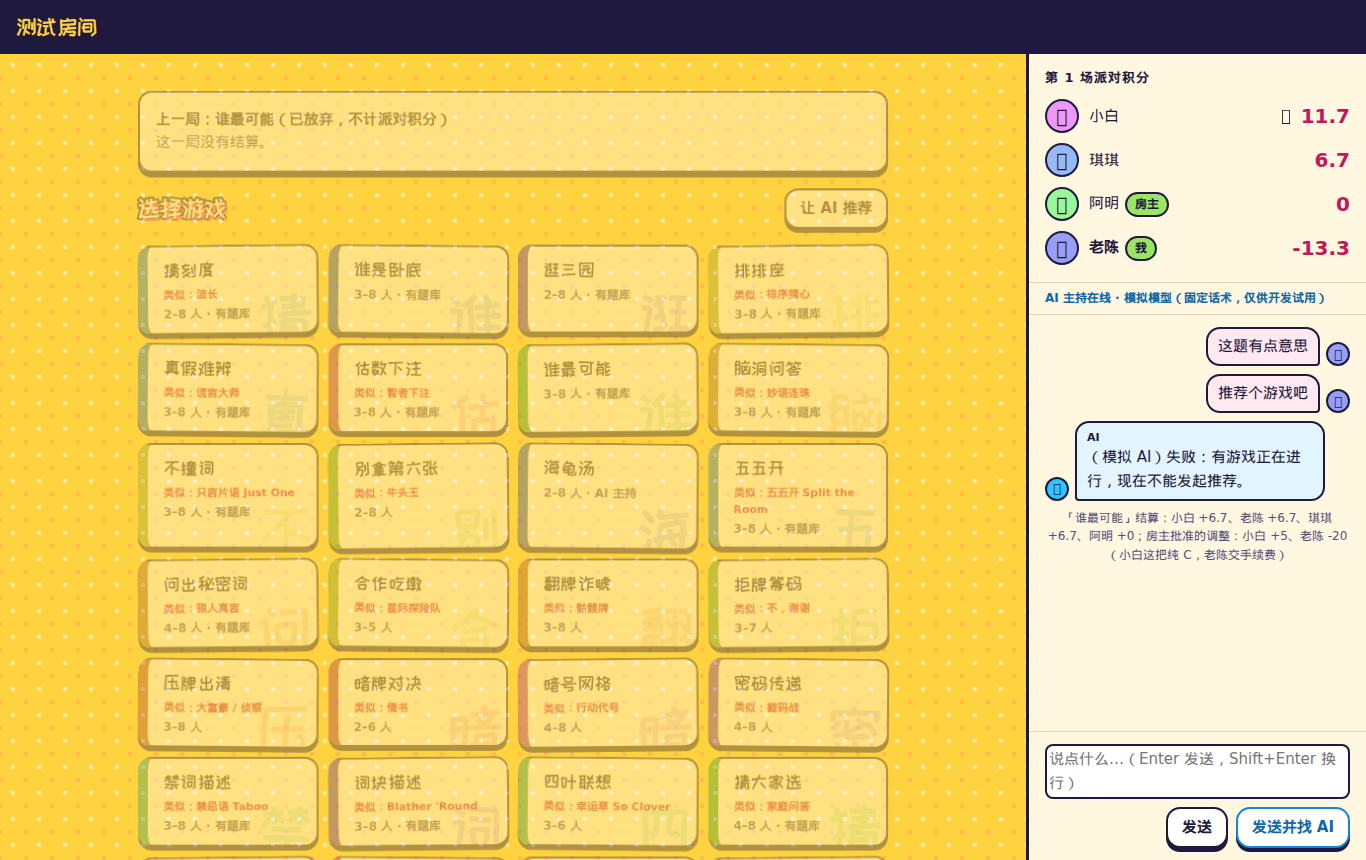 测试房间
上一局：谁最可能（已放弃，不计派对积分）
这一局没有结算。
选择游戏
让 AI 推荐
猜刻度
类似：波长
2–8 人 · 有题库
谁是卧底
3–8 人 · 有题库
逛三园
2–8 人 · 有题库
排排座
类似：排序猜心
3–8 人 · 有题库
真假难辨
类似：谎言大师
3–8 人 · 有题库
估数下注
类似：智者下注
3–8 人 · 有题库
谁最可能
3–8 人 · 有题库
脑洞问答
类似：妙语连珠
3–8 人 · 有题库
不撞词
类似：只言片语 Just One
3–8 人 · 有题库
别拿第六张
类似：牛头王
2–8 人
海龟汤
2–8 人 · AI 主持
五五开
类似：五五开 Split the
Room
3–8 人 · 有题库
问出秘密词
类似：狼人真言
4–8 人 · 有题库
合作吃墩
类似：星际探险队
3–5 人
翻牌诈唬
类似：骷髅牌
3–8 人
拒牌筹码
类似：不，谢谢
3–7 人
压牌出清
类似：大富豪 / 侦察
3–8 人
暗牌对决
类似：情书
2–6 人
暗号网格
类似：行动代号
4–8 人
密码传递
类似：截码战
4–8 人
禁词描述
类似：禁忌语 Taboo
3–8 人 · 有题库
词块描述
类似：Blather 'Round
3–8 人 · 有题库
四叶联想
类似：幸运草 So Clover
3–6 人
猜大家选
类似：家庭问答
4–8 人 · 有题库
第 1 场派对积分
小白 11.7
琪琪 6.7
阿明 房主 0
老陈 我 -13.3
AI 主持在线 · 模拟模型（固定话术，仅供开发试用）
这题有点意思
推荐个游戏吧
AI
（模拟 AI）失败：有游戏正在进
行，现在不能发起推荐。
「谁最可能」结算：小白 +6.7、老陈 +6.7、琪琪
+6.7、阿明 +0；房主批准的调整：小白 +5、老陈 -20
（小白这把纯 C，老陈交手续费）
说点什么…（Enter 发送，Shift+Enter 换
行）
发送
发送并找 AI